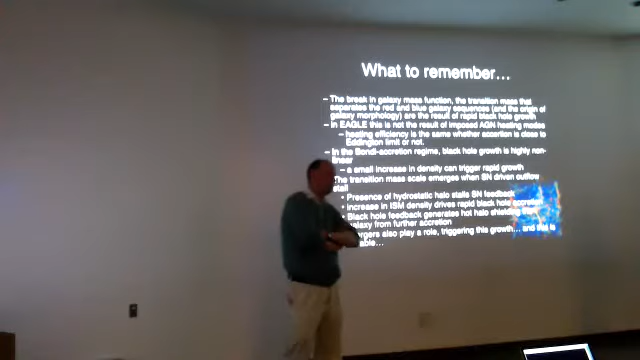 What to remember...
– The break in galaxy mass function, the transition mass that
separates the red and blue galaxy sequences (and the origin of
galaxy morphology) are the result of rapid black hole growth
– In EAGLE this is not the result of imposed AGN heating modes
– heating efficiency is the same whether accretion is close to
Eddington limit or not.
– In the Bondi-accretion regime, black hole growth is highly non-
linear
– a small increase in density can trigger rapid growth
The transition mass scale emerges when SN driven outflow
stall
• Presence of hydrostatic halo stalls SN feedback
• increase in ISM density drives rapid black hole accretion
• Black hole feedback generates hot halo shielding
galaxy from further accretion
ergers also play a role, triggering this growth... and this is
able...